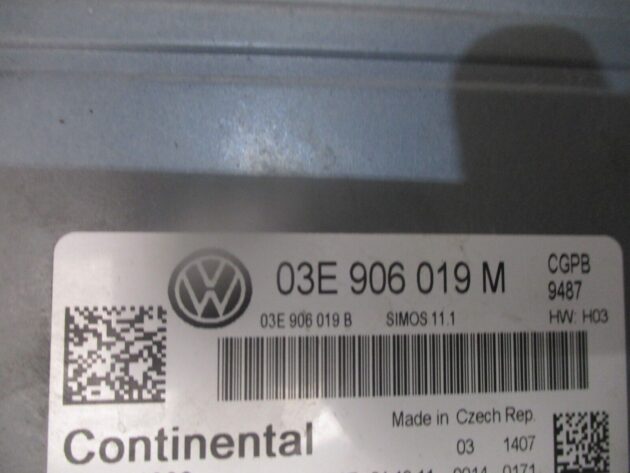 03E 906 019 M
CGPB
9487
03E 906 019 B SIMOS 11.1 HW: H03
Made in Czech Rep.
Continental
03 1407